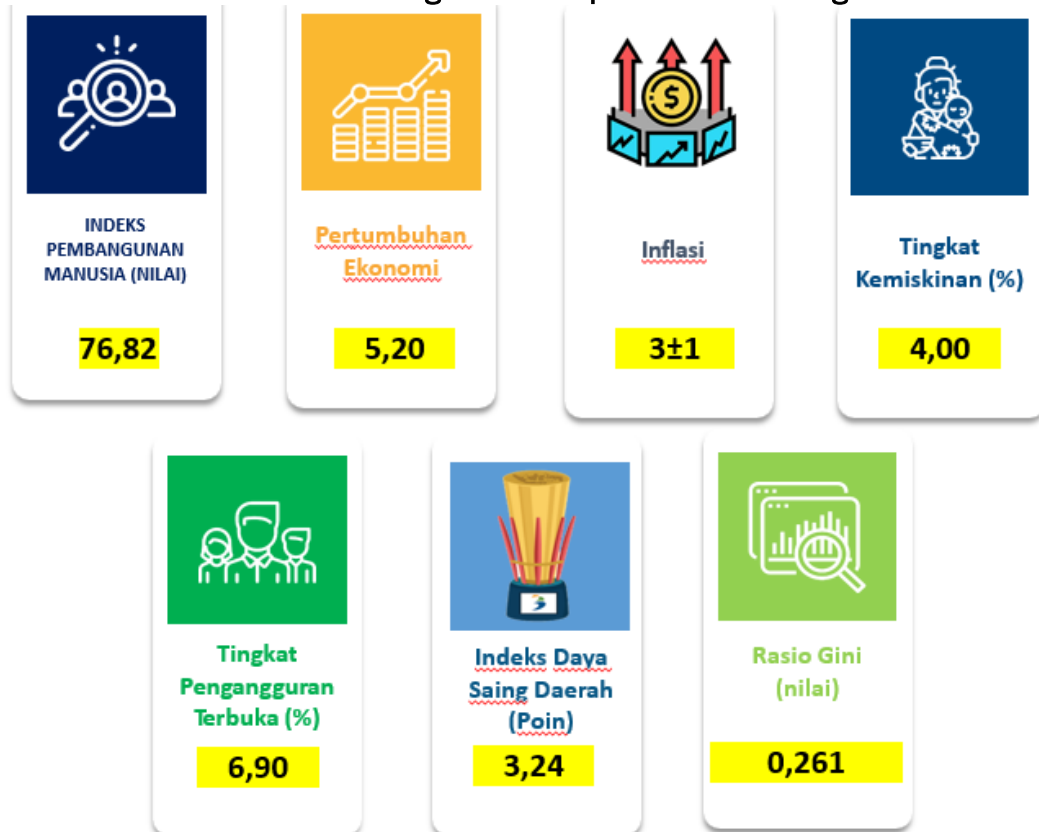 INDEKS
PEMBANGUNAN
MANUSIA (NILAI)
76,82
Pertumbuhan
Ekonomi
5,20
Inflasi
3±1
Tingkat
Kemiskinan (%)
4,00
Tingkat
Pengangguran
Terbuka (%)
6,90
Indeks Daya
Saing Daerah
(Poin)
3,24
Rasio Gini
(nilai)
0,261